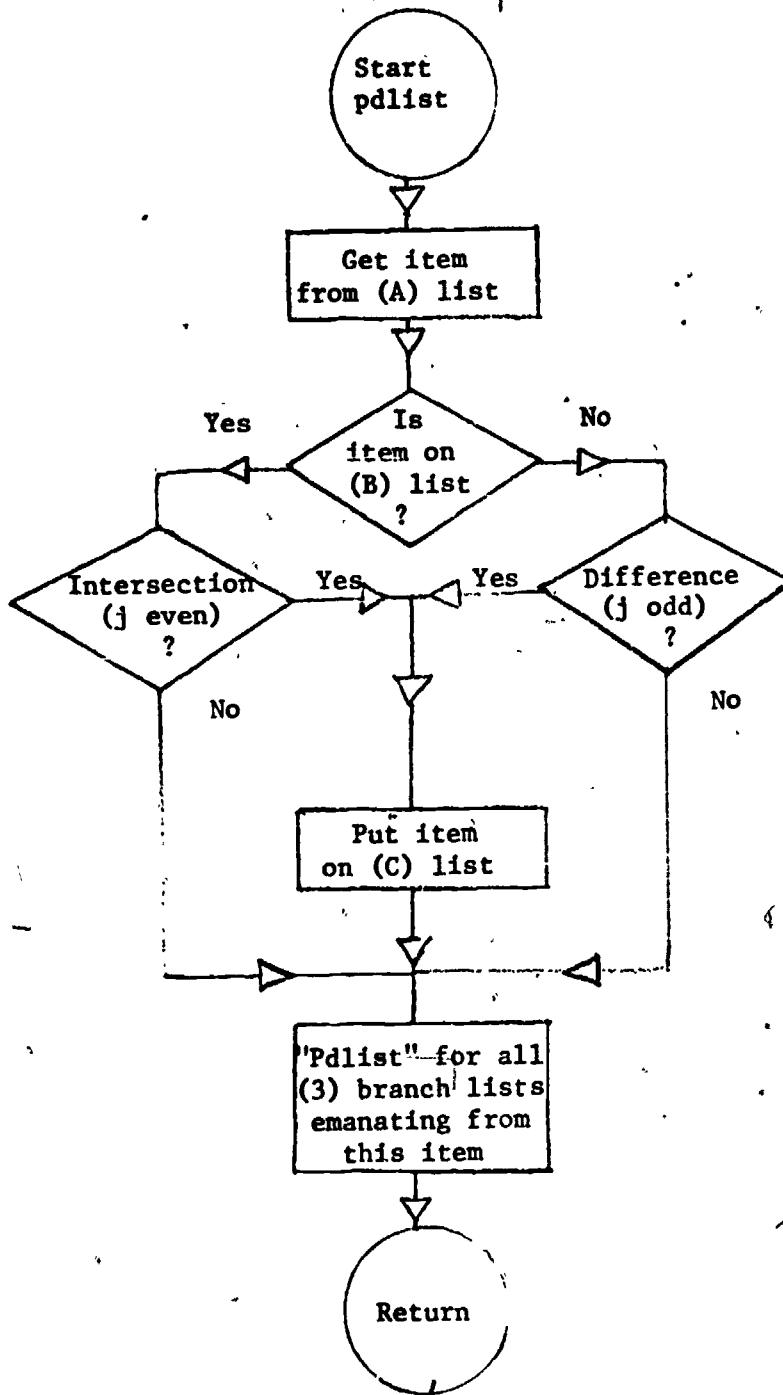 Start
pdlist
Get item
from (A) list
Yes
Is
item on
(B) list
?
No
Intersection
(j even)
?
Yes
Yes
Difference
(j odd)
?
No
No
Put item
on (C) list
"Pdlist" for all
(3) branch lists
emanating from
this item
Return